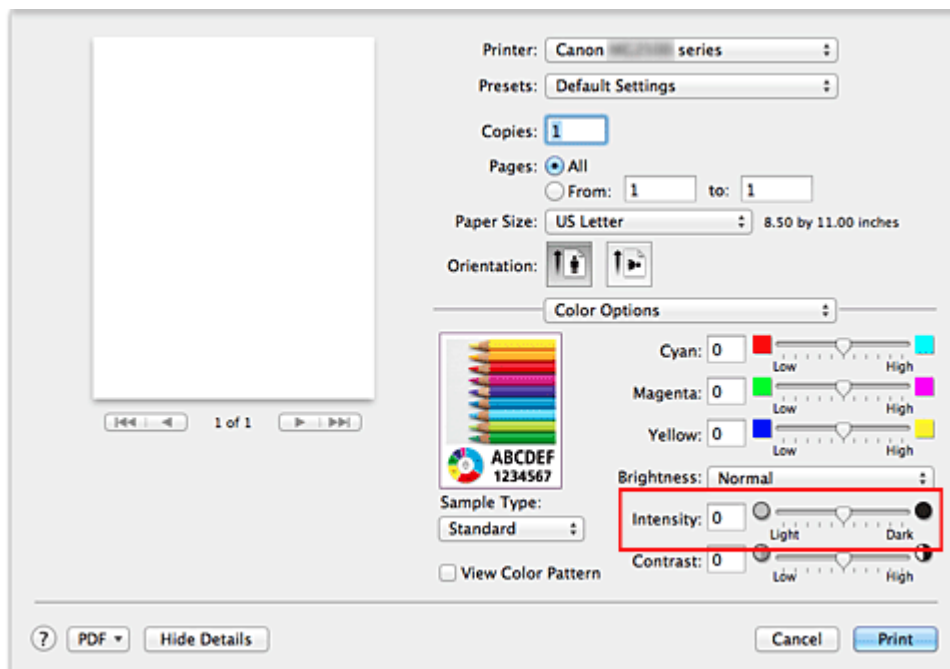 Printer: Canon series
Presets: Default Settings
Copies: 1
Pages: All
From: 1 to: 1
Paper Size: US Letter 8.50 by 11.00 inches
Orientation:
Color Options
1 of 1
Cyan: 0
Low High
Magenta: 0
Low High
Yellow: 0
Low High
ABCDEF
1234567
Brightness: Normal
Sample Type:
Standard
Intensity: 0
Light Dark
Contrast: 0
Low High
View Color Pattern
? PDF Hide Details Cancel Print